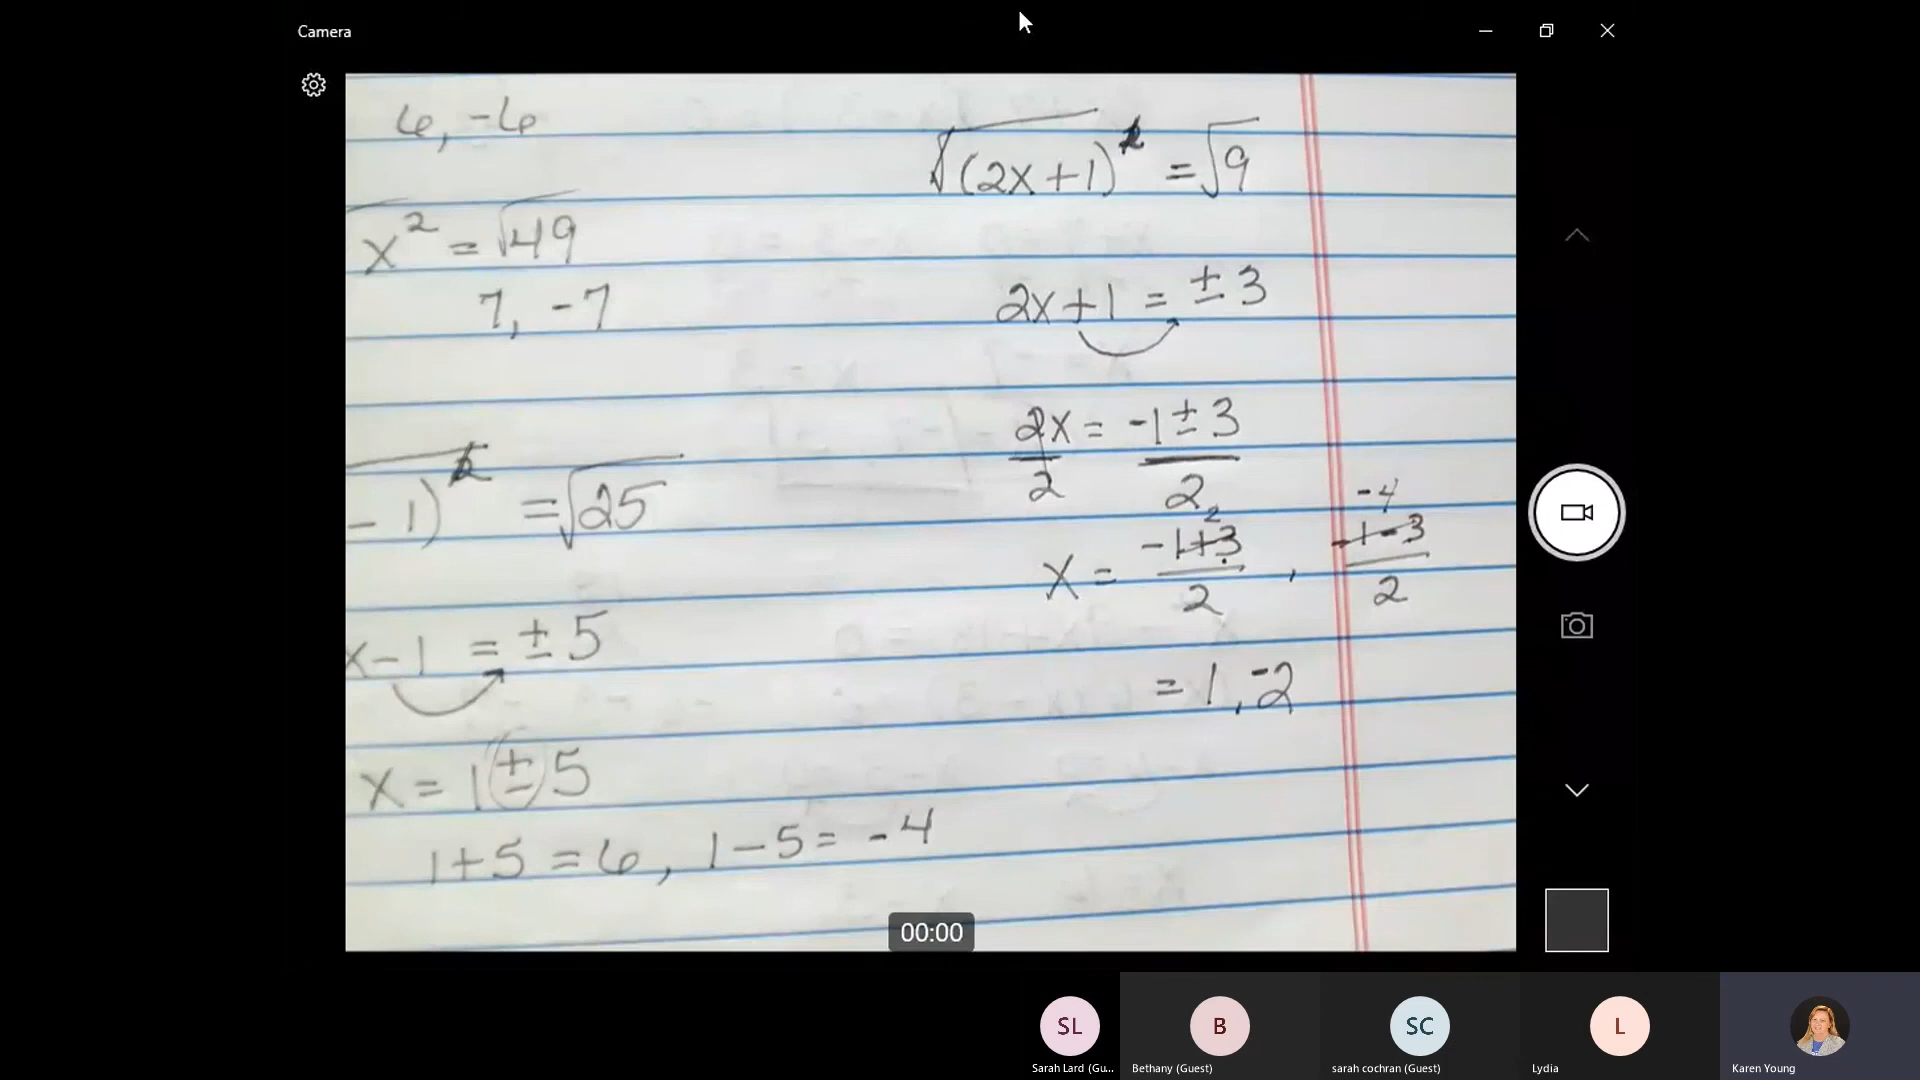 Camera
6, -6
x² = √49
7, -7
- 1)² = √25
x-1 = ± 5
x = 1 ± 5
1+5 = 6, 1-5 = -4
√(2x+1)² = √9
2x+1 = ± 3
2x = -1 ± 3
2 2
2 -4
x = -1+3 , -1-3
2 2
= 1, -2
00:00
SL B SC L
Sarah Lard (Gu... Bethany (Guest) sarah cochran (Guest) Lydia Karen Young